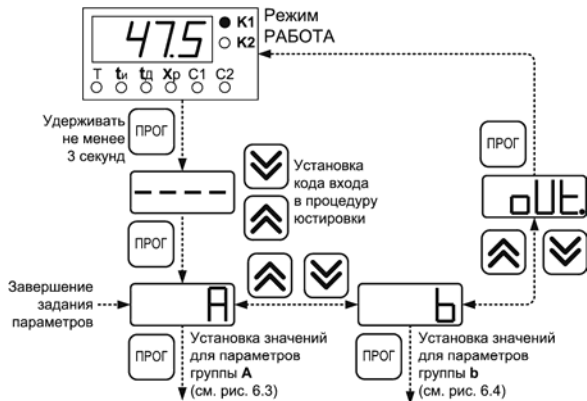 47.5
K1
K2
Режим
РАБОТА
T tи tд Xр C1 C2
Удерживать
не менее
3 секунд
ПРОГ
----
Установка
кода входа
в процедуру
юстировки
ПРОГ
ПРОГ
oUt.
Завершение
задания
параметров
A
b
ПРОГ
Установка значений
для параметров
группы A
(см. рис. 6.3)
ПРОГ
Установка значений
для параметров
группы b
(см. рис. 6.4)